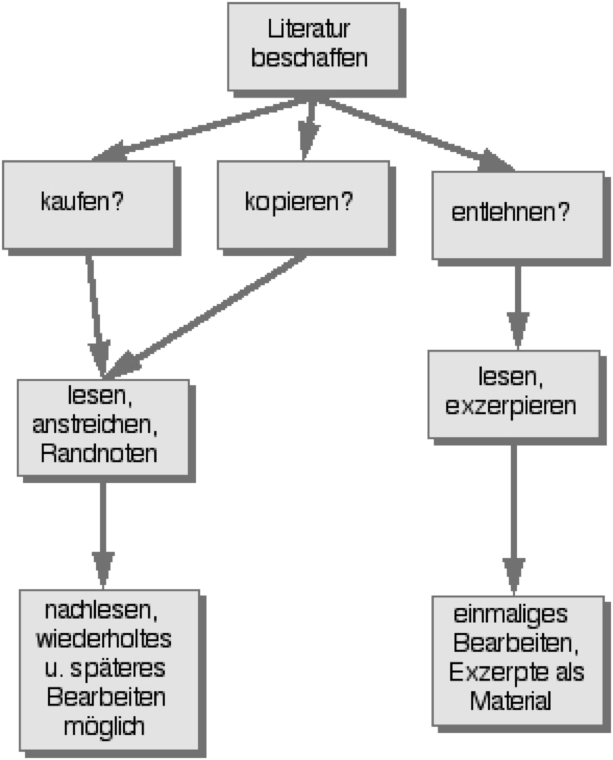 Literatur
beschaffen
kaufen?
kopieren?
entlehnen?
lesen,
anstreichen,
Randnoten
lesen,
exzerpieren
nachlesen,
wiederholtes
u. späteres
Bearbeiten
möglich
einmaliges
Bearbeiten,
Exzerpte als
Material